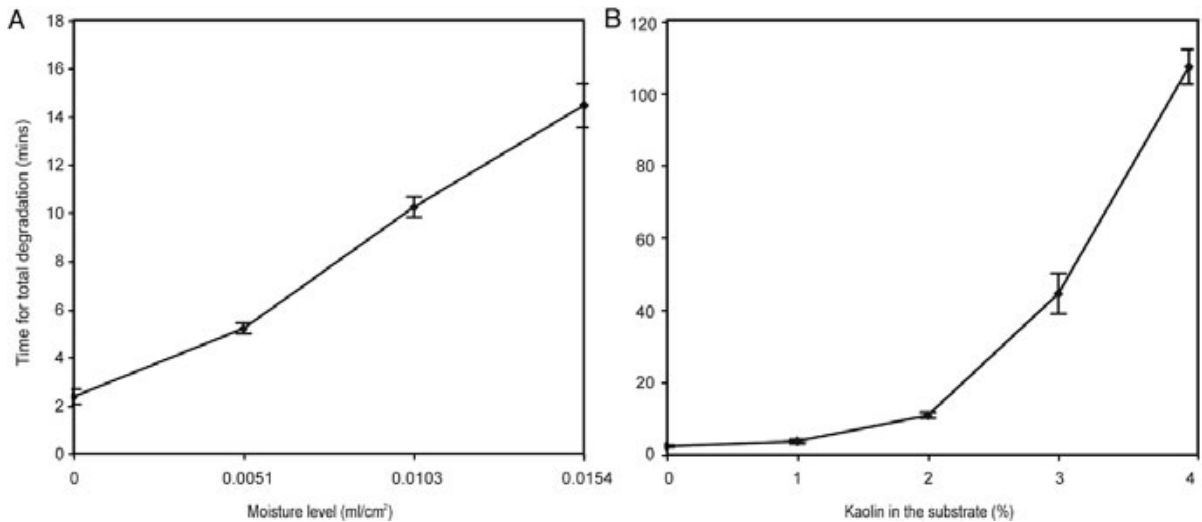 A
B
Time for total degradation (mins)
18
16
14
12
10
8
6
4
2
0
0 0.0051 0.0103 0.0154
Moisture level (ml/cm²)
120
100
80
60
40
20
0
0 1 2 3 4
Kaolin in the substrate (%)